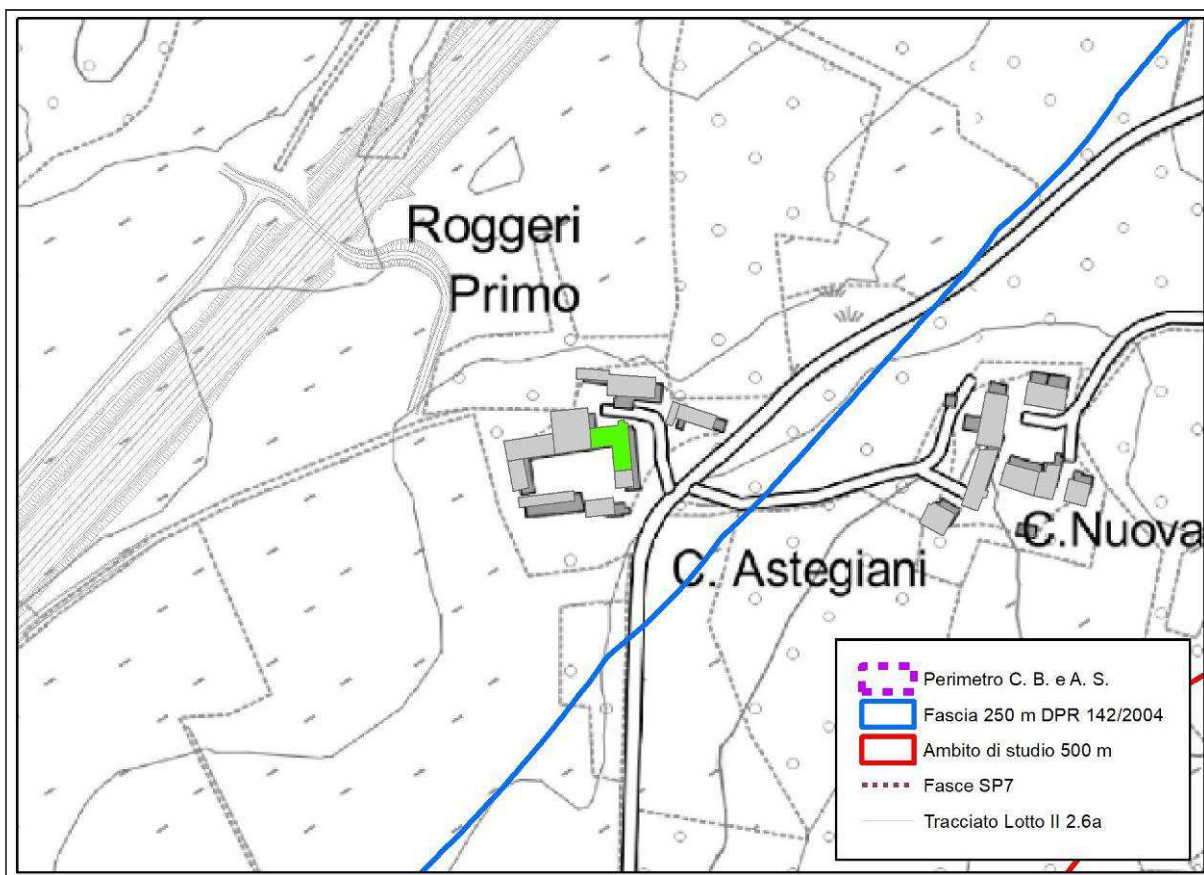 Roggeri
Primo
C. Nuova
C. Astegiani
Perimetro C. B. e A. S.
Fascia 250 m DPR 142/2004
Ambito di studio 500 m
Fasce SP7
Tracciato Lotto II 2.6a